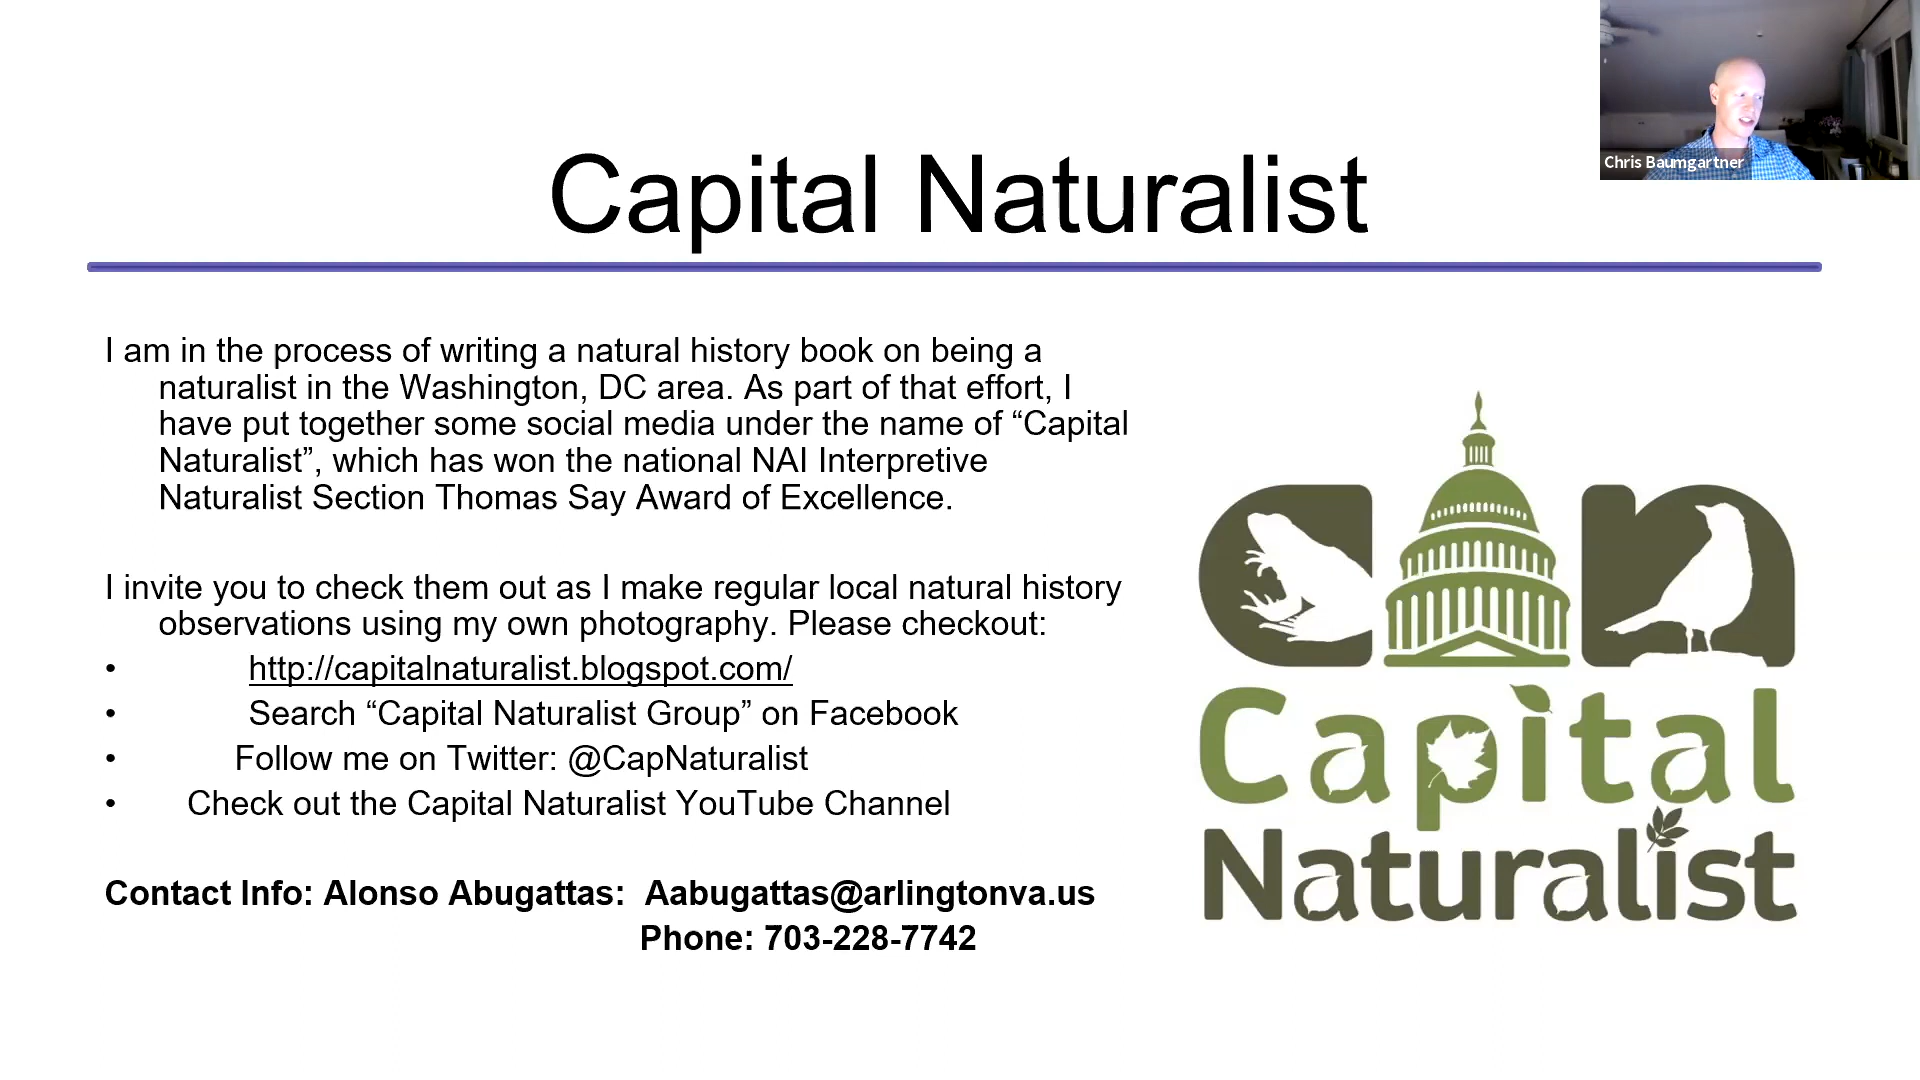 Chris Baumgartner
Capital Naturalist
I am in the process of writing a natural history book on being a
naturalist in the Washington, DC area. As part of that effort, I
have put together some social media under the name of “Capital
Naturalist”, which has won the national NAI Interpretive
Naturalist Section Thomas Say Award of Excellence.
I invite you to check them out as I make regular local natural history
observations using my own photography. Please checkout:
• http://capitalnaturalist.blogspot.com/
• Search “Capital Naturalist Group” on Facebook
• Follow me on Twitter: @CapNaturalist
• Check out the Capital Naturalist YouTube Channel
Contact Info: Alonso Abugattas: Aabugattas@arlingtonva.us
Phone: 703-228-7742
cn
Capital
Naturalist